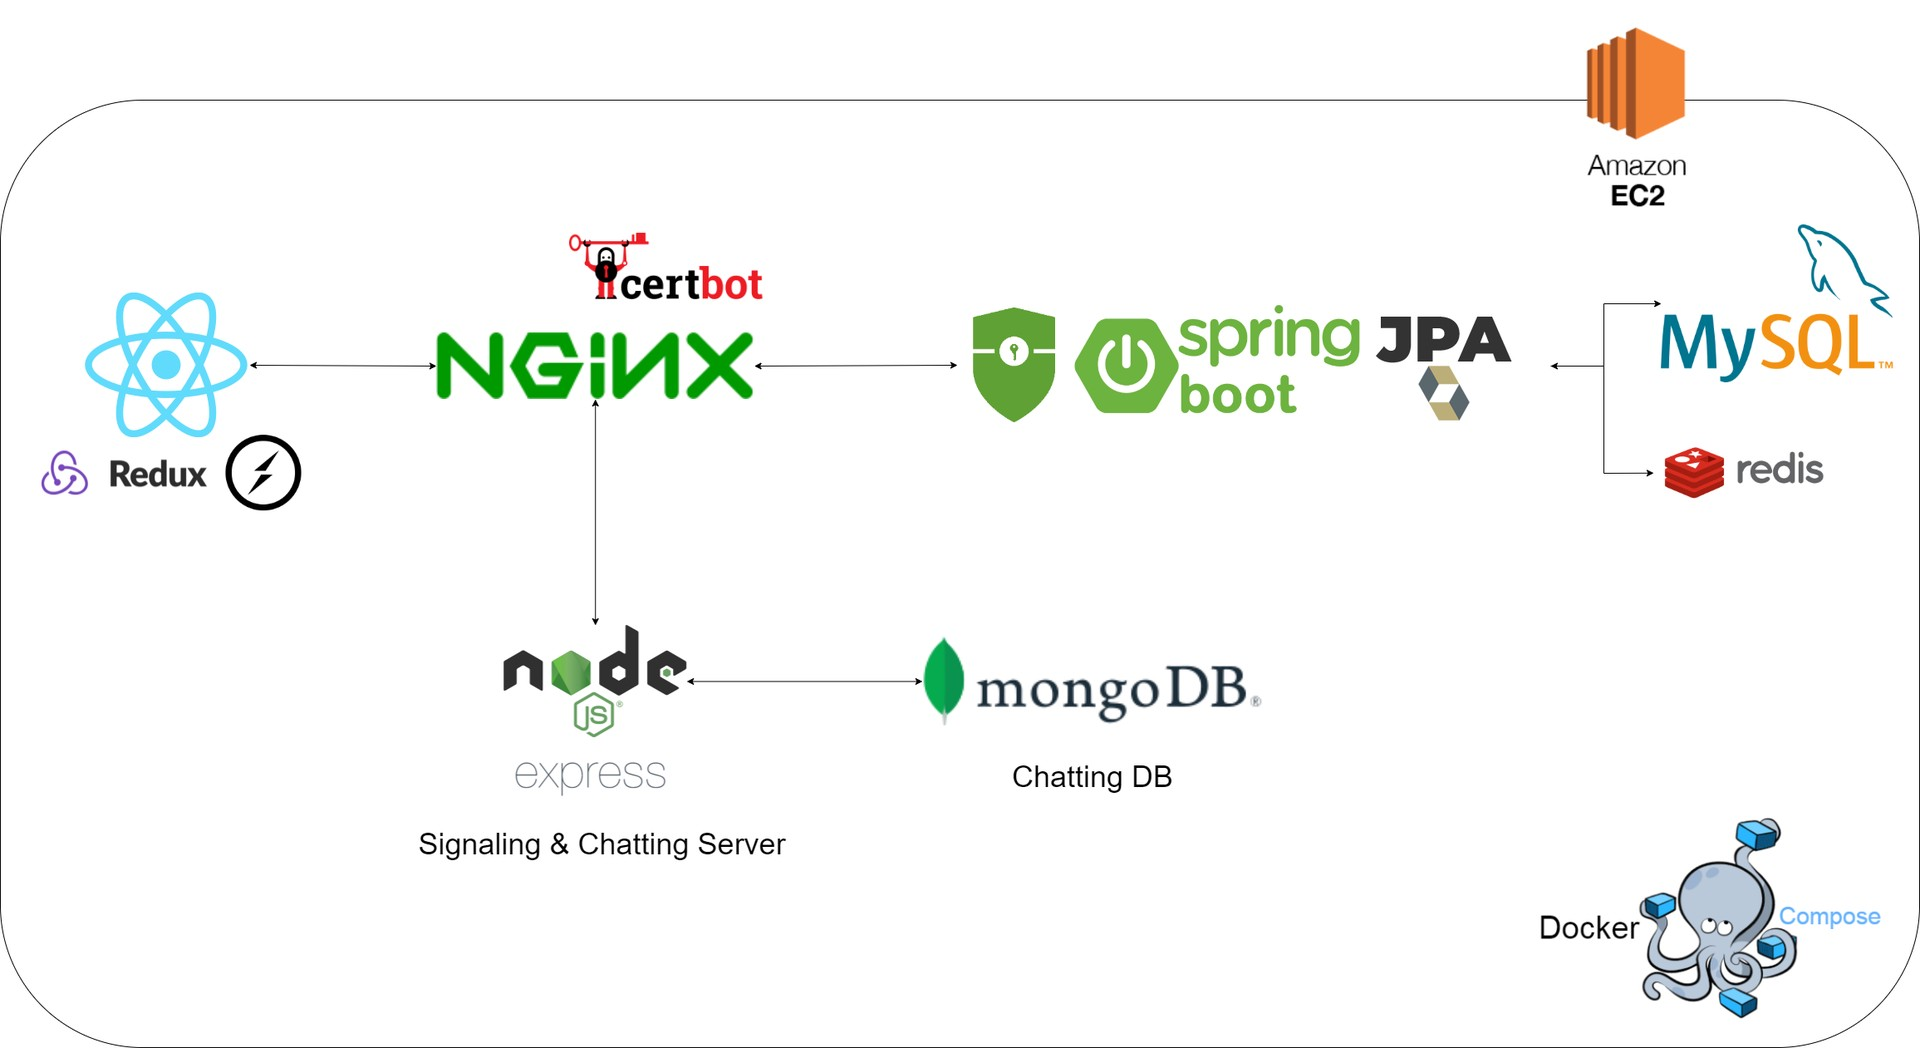 Amazon
EC2
certbot
NGiNX
spring
boot
JPA
MySQL™
Redux
redis
node
JS®
express
Signaling & Chatting Server
mongoDB®
Chatting DB
Docker
Compose